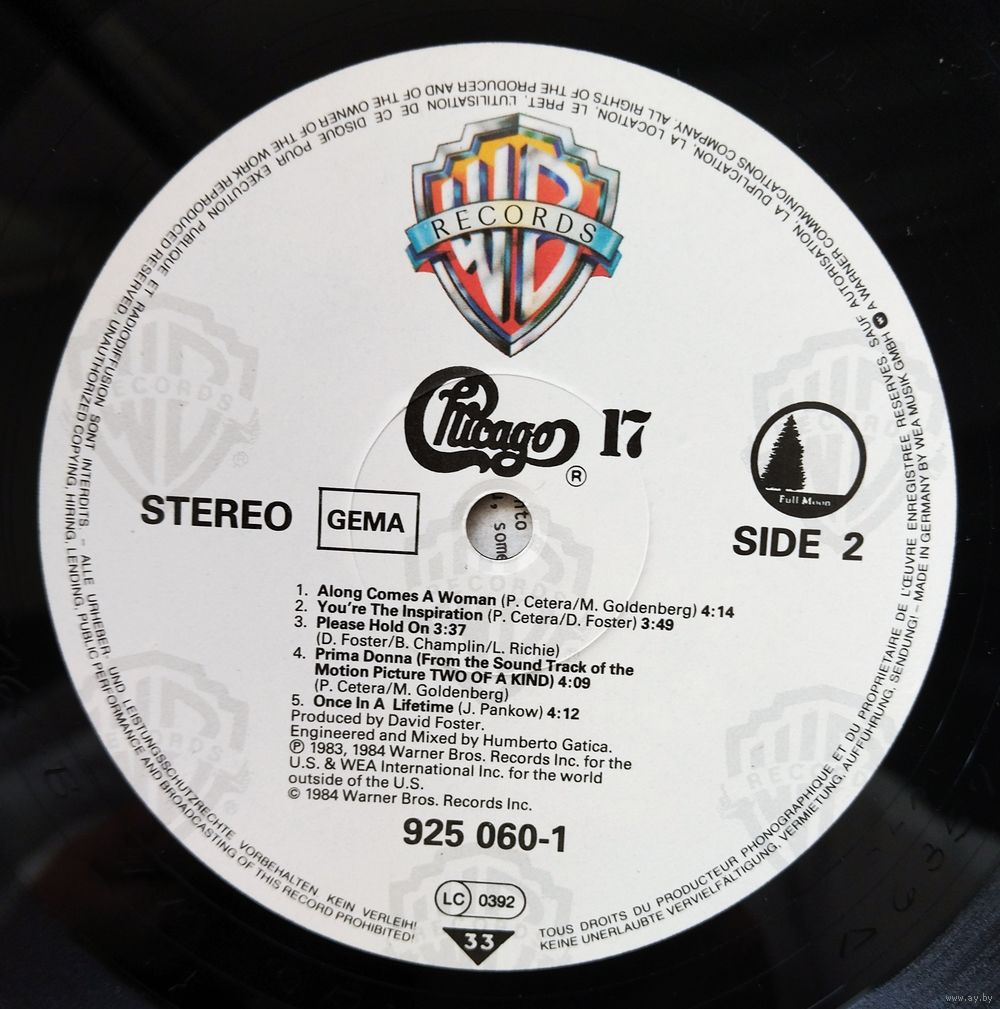 WB
RECORDS
Chicago 17
®
Full Moon
STEREO
GEMA
SIDE 2
nto
, some
1. Along Comes A Woman (P. Cetera/M. Goldenberg) 4:14
2. You're The Inspiration (P. Cetera/D. Foster) 3:49
3. Please Hold On 3:37
(D. Foster/B. Champlin/L. Richie)
4. Prima Donna (From the Sound Track of the
Motion Picture TWO OF A KIND) 4:09
(P. Cetera/M. Goldenberg)
5. Once In A Lifetime (J. Pankow) 4:12
Produced by David Foster.
Engineered and Mixed by Humberto Gatica.
℗ 1983, 1984 Warner Bros. Records Inc. for the
U.S. & WEA International Inc. for the world
outside of the U.S.
© 1984 Warner Bros. Records Inc.
925 060-1
LC 0392
33
TOUS DROITS DU PRODUCTEUR PHONOGRAPHIQUE ET DU PROPRIETAIRE DE L'ŒUVRE ENREGISTREE RESERVES SAUF AUTORISATION, LA DUPLICATION, LA LOCATION, LE PRET, L'UTILISATION DE CE DISQUE POUR EXECUTION PUBLIQUE ET RADIODIFFUSION SONT INTERDITS. – ALLE URHEBER- UND LEISTUNGSSCHUTZRECHTE VORBEHALTEN KEIN VERLEIH!
KEINE UNERLAUBTE VERVIELFÄLTIGUNG, VERMIETUNG, AUFFÜHRUNG, SENDUNG! – MADE IN GERMANY BY WEA MUSIK GMBH A WARNER COMMUNICATIONS COMPANY. ALL RIGHTS OF THE PRODUCER AND OF THE OWNER OF THE WORK REPRODUCED RESERVED. UNAUTHORIZED COPYING, HIRING, LENDING, PUBLIC PERFORMANCE AND BROADCASTING OF THIS RECORD PROHIBITED!
www.ay.by